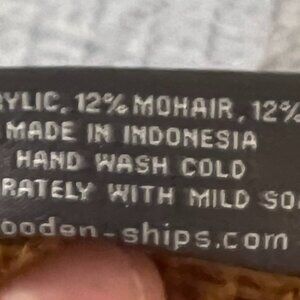 RYLIC, 12% MOHAIR, 12%
MADE IN INDONESIA
HAND WASH COLD
RATELY WITH MILD SO
ooden-ships.com